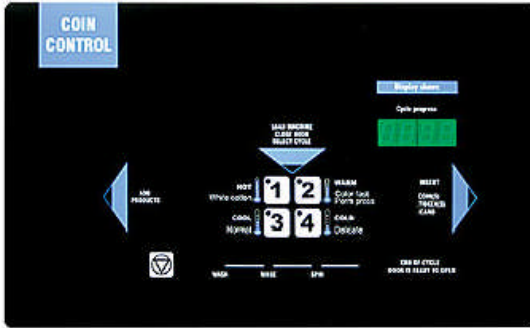 COIN
CONTROL
Display shows
Cycle progress
LOAD MACHINE
CLOSE DOOR
SELECT CYCLE
ADD
PRODUCTS
HOT
White cotton
1
2
WARM
Color fast
Perm press
COOL
Normal
3
4
COLD
Delicate
INSERT
COINS/
TOKENS/
CARD
WASH
RINSE
SPIN
END OF CYCLE
DOOR IS READY TO OPEN